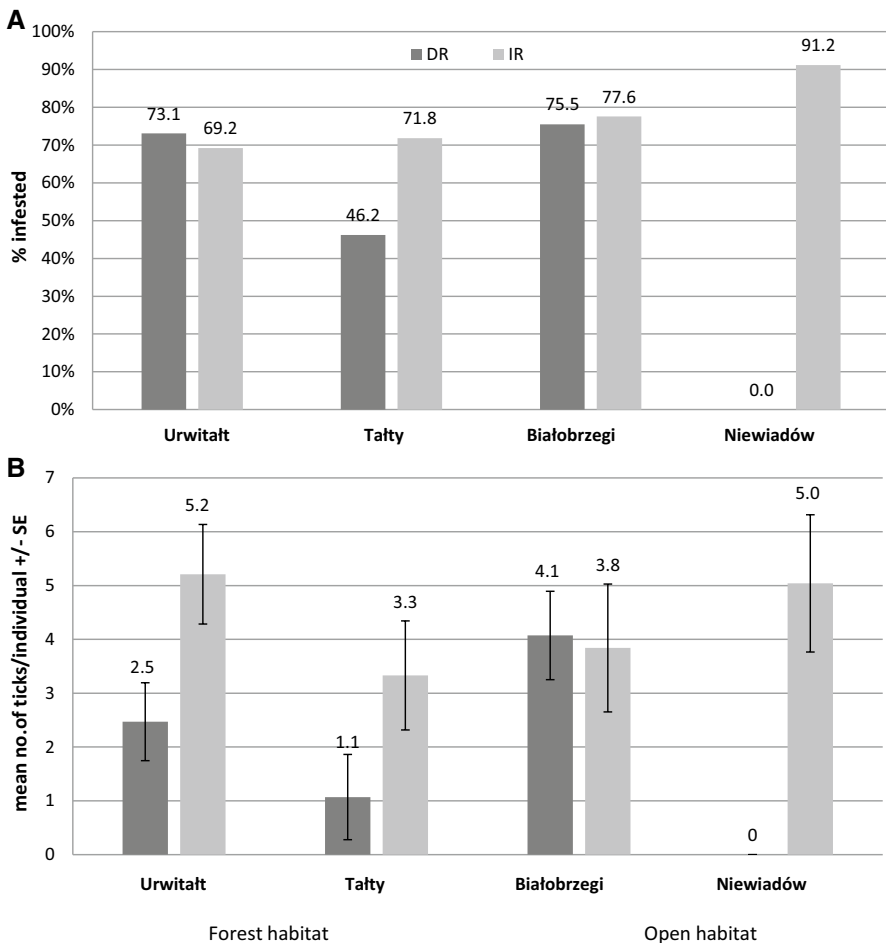 A
100%
90%
80%
70%
60%
50%
40%
30%
20%
10%
0%
% infested
DR IR
73.1 69.2 46.2 71.8 75.5 77.6 0.0 91.2
Urwitałt Tałty Białobrzegi Niewiadów
B
7
6
5
4
3
2
1
0
mean no.of ticks/individual +/- SE
2.5 5.2 1.1 3.3 4.1 3.8 0 5.0
Urwitałt Tałty Białobrzegi Niewiadów
Forest habitat Open habitat